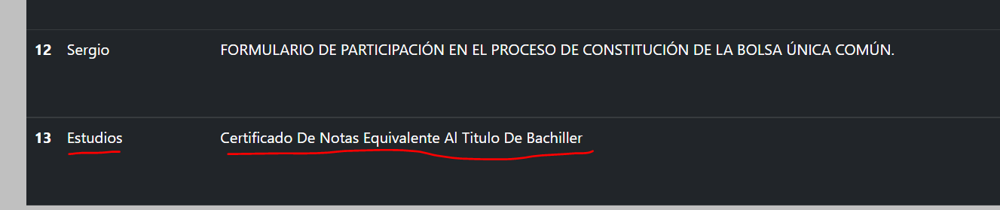 12 Sergio FORMULARIO DE PARTICIPACIÓN EN EL PROCESO DE CONSTITUCIÓN DE LA BOLSA ÚNICA COMÚN.
13 Estudios Certificado De Notas Equivalente Al Titulo De Bachiller